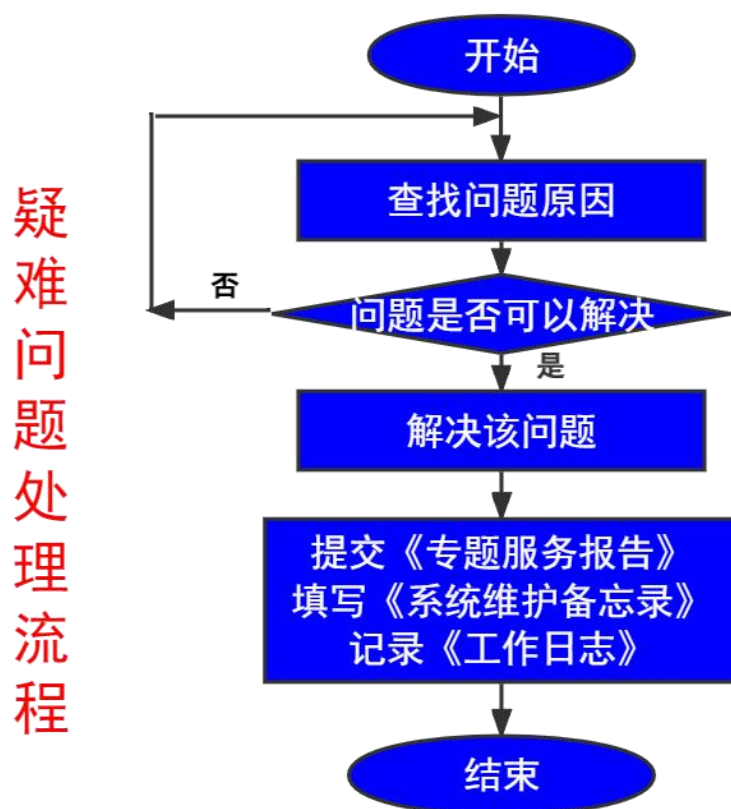 疑难问题处理流程
开始
查找问题原因
否
问题是否可以解决
是
解决该问题
提交《专题服务报告》
填写《系统维护备忘录》
记录《工作日志》
结束